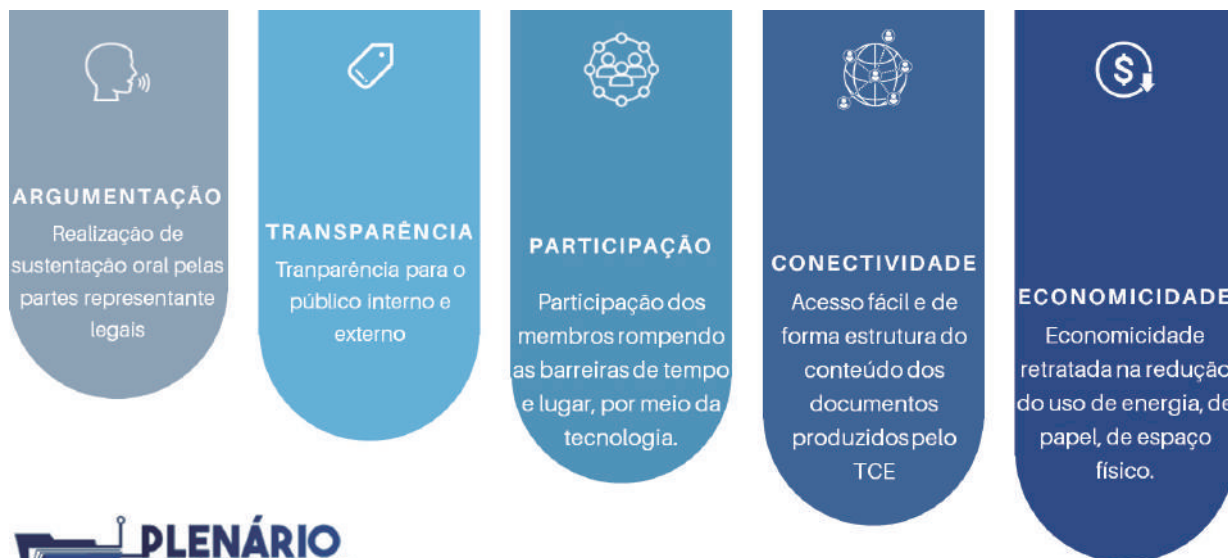 ARGUMENTAÇÃO
Realização de
sustentação oral pelas
partes representante
legais
TRANSPARÊNCIA
Tranparência para o
público interno e
externo
PARTICIPAÇÃO
Participação dos
membros rompendo
as barreiras de tempo
e lugar, por meio da
tecnologia.
CONECTIVIDADE
Acesso fácil e de
forma estrutura do
conteúdo dos
documentos
produzidos pelo
TCE
ECONOMICIDADE
Economicidade
retratada na redução
do uso de energia, de
papel, de espaço
físico.
PLENÁRIO